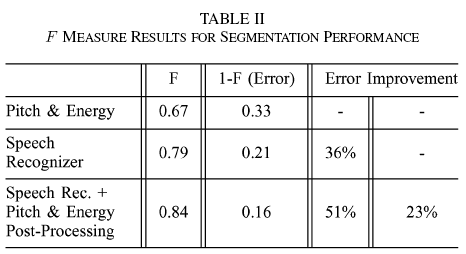 TABLE II
F MEASURE RESULTS FOR SEGMENTATION PERFORMANCE
F 1-F (Error) Error Improvement
Pitch & Energy 0.67 0.33 - -
Speech
Recognizer 0.79 0.21 36% -
Speech Rec. +
Pitch & Energy 0.84 0.16 51% 23%
Post-Processing